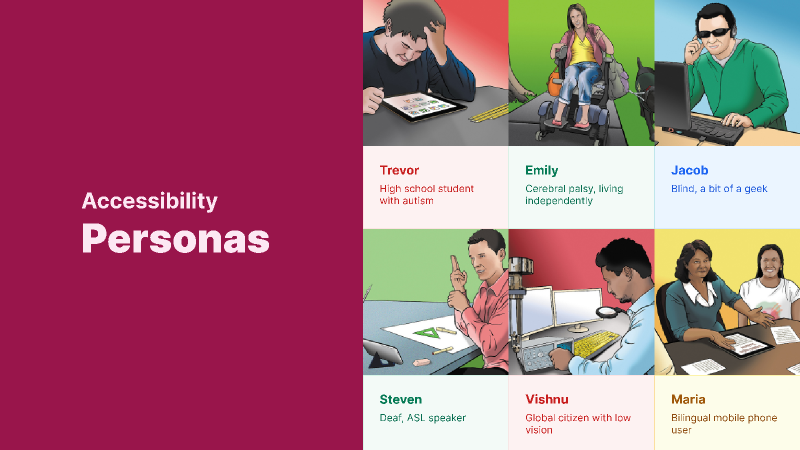 Accessibility
Personas
Trevor
High school student
with autism
Emily
Cerebral palsy, living
independently
Jacob
Blind, a bit of a geek
Steven
Deaf, ASL speaker
Vishnu
Global citizen with low
vision
Maria
Bilingual mobile phone
user